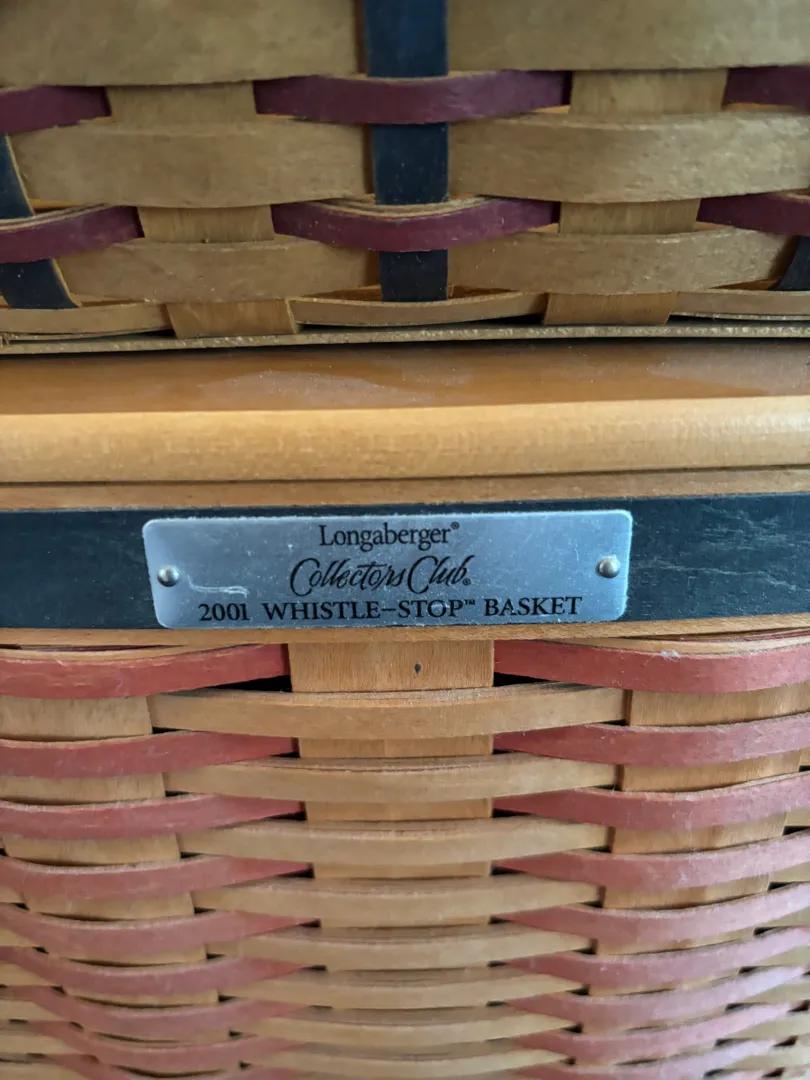 Longaberger®
Collectors Club®
2001 WHISTLE-STOP™ BASKET